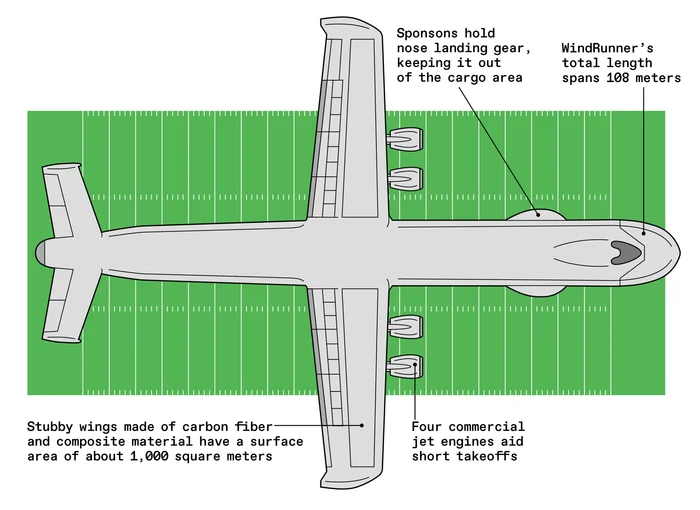 Sponsons hold
nose landing gear,
keeping it out
of the cargo area
WindRunner's
total length
spans 108 meters
Stubby wings made of carbon fiber
and composite material have a surface
area of about 1,000 square meters
Four commercial
jet engines aid
short takeoffs